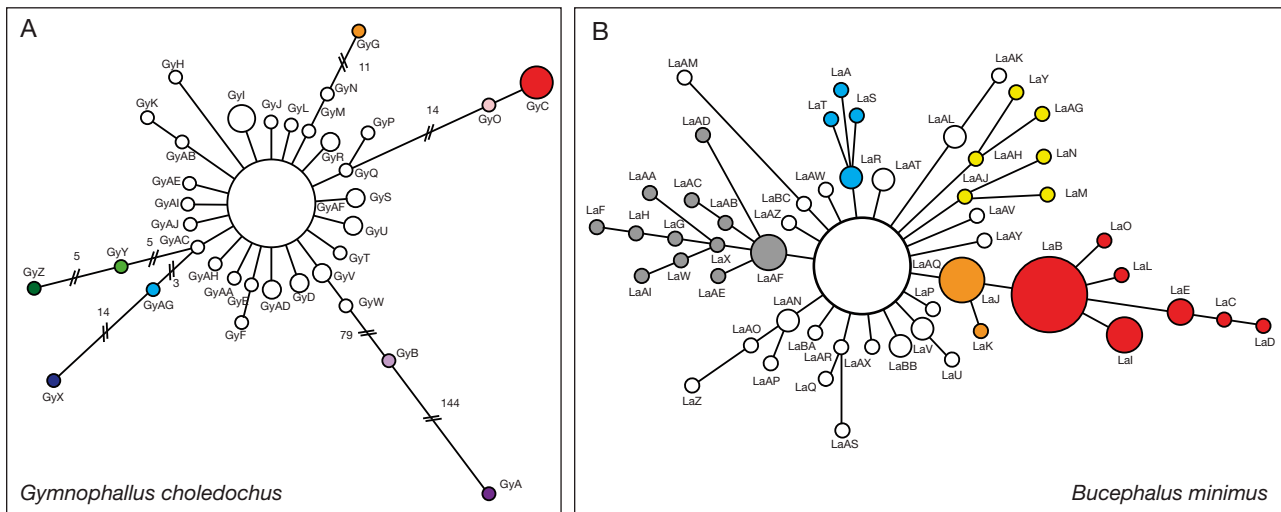 A
GyG
GyH
11
GyI
GyN
GyC
GyK
GyJ
GyL
GyM
14
GyO
GyP
GyAB
GyR
GyQ
GyAE
GyS
GyAI
GyAF
GyAJ
GyU
GyAC
5
GyY
5
GyT
GyZ
3
GyAH
GyV
GyAG
GyAA
GyE
GyAD
GyD
GyW
14
GyF
79
GyB
GyX
144
GyA
Gymnophallus choledochus
B
LaAK
LaAM
LaA
LaY
LaT
LaS
LaAG
LaAD
LaAL
LaR
LaAT
LaAH
LaN
LaAA
LaAC
LaAW
LaAJ
LaM
LaF
LaH
LaAB
LaBC
LaG
LaAZ
LaAV
LaO
LaX
LaAY
LaB
LaW
LaAF
LaAQ
LaL
LaAI
LaAE
LaE
LaP
LaJ
LaC
LaAN
LaD
LaAO
LaBA
LaV
LaK
LaI
LaAR
LaAX
LaBB
LaU
LaAP
LaQ
LaZ
LaAS
Bucephalus minimus